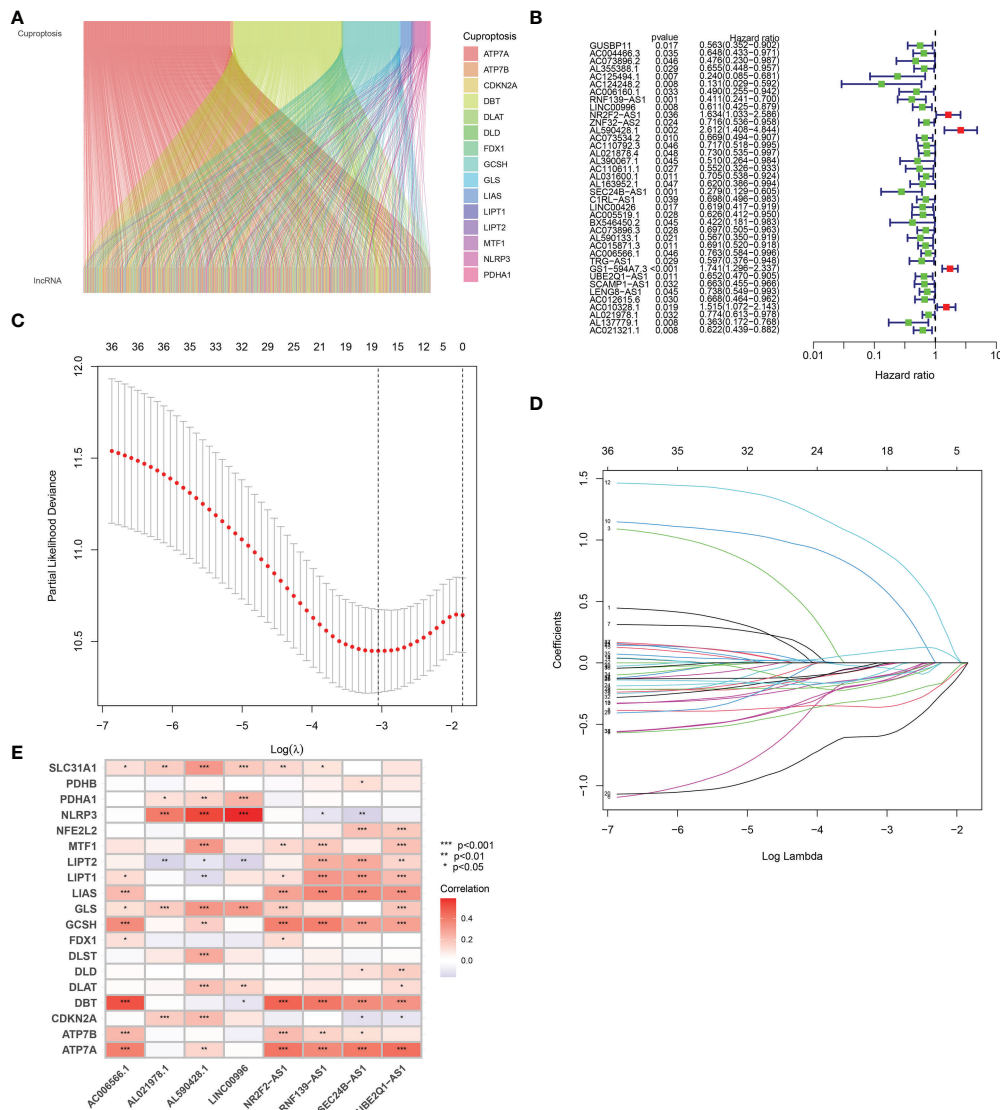 A
Cuproptosis
lncRNA
Cuproptosis
ATP7A
ATP7B
CDKN2A
DBT
DLAT
DLD
FDX1
GCSH
GLS
LIAS
LIPT1
LIPT2
MTF1
NLRP3
PDHA1
B
pvalue Hazard ratio
GUSBP11 0.017 0.563(0.352-0.902)
AC004466.3 0.035 0.648(0.433-0.971)
AC073896.2 0.046 0.476(0.230-0.987)
AL355388.1 0.029 0.655(0.448-0.957)
AC125494.1 0.007 0.240(0.085-0.681)
AC124248.2 0.008 0.131(0.029-0.592)
AC006160.1 0.033 0.490(0.255-0.942)
RNF139-AS1 0.001 0.411(0.241-0.700)
LINC00996 0.008 0.611(0.425-0.879)
NR2F2-AS1 0.036 1.634(1.033-2.586)
ZNF32-AS2 0.024 0.716(0.536-0.958)
AL590428.1 0.002 2.612(1.408-4.844)
AC073534.2 0.010 0.669(0.494-0.907)
AC110792.3 0.046 0.717(0.518-0.995)
AL021878.4 0.048 0.730(0.535-0.997)
AL390067.1 0.045 0.510(0.264-0.984)
AC110611.1 0.027 0.552(0.326-0.933)
AL031600.1 0.011 0.705(0.538-0.924)
AL163952.1 0.047 0.620(0.386-0.994)
SEC24B-AS1 0.001 0.279(0.129-0.605)
C1RL-AS1 0.039 0.698(0.496-0.983)
LINC00426 0.017 0.619(0.417-0.919)
AC005519.1 0.028 0.626(0.412-0.950)
BX546450.2 0.045 0.422(0.181-0.983)
AC073896.3 0.028 0.697(0.505-0.963)
AL590133.1 0.021 0.567(0.350-0.919)
AC015871.3 0.011 0.691(0.520-0.918)
AC006566.1 0.046 0.763(0.584-0.996)
TRG-AS1 0.029 0.597(0.376-0.948)
GS1-594A7.3 <0.001 1.741(1.296-2.337)
UBE2Q1-AS1 0.011 0.652(0.470-0.905)
SCAMP1-AS1 0.032 0.663(0.455-0.966)
LENG8-AS1 0.045 0.738(0.549-0.993)
AC012615.6 0.030 0.668(0.464-0.962)
AC010328.1 0.019 1.515(1.072-2.143)
AL021978.1 0.032 0.774(0.613-0.978)
AL137779.1 0.008 0.363(0.172-0.768)
AC021321.1 0.008 0.622(0.439-0.882)
0.01 0.1 1 10
Hazard ratio
C
36 36 36 35 33 32 29 25 21 19 19 15 12 5 0
12.0
11.5
11.0
10.5
Partial Likelihood Deviance
−7 −6 −5 −4 −3 −2
Log(λ)
D
36 35 32 24 18 5
1.5
1.0
0.5
0.0
−0.5
−1.0
Coefficients
12
10
3
1
7
20
−7 −6 −5 −4 −3 −2
Log Lambda
E
SLC31A1 * ** *** *** ** *
PDHB *
PDHA1 * ** ***
NLRP3 *** *** *** * **
NFE2L2 *** ***
MTF1 *** ** *** ***
LIPT2 ** * ** *** *** **
LIPT1 * ** * *** *** ***
LIAS *** *** *** *** ***
GLS * *** *** *** *** ***
GCSH *** ** *** *** *** ***
FDX1 * *
DLST ***
DLD * **
DLAT *** ** *
DBT *** * *** *** *** ***
CDKN2A *** *** * *
ATP7B *** *** ** *
ATP7A *** ** *** *** *** ***
AC006566.1 AL021978.1 AL590428.1 LINC00996 NR2F2-AS1 RNF139-AS1 SEC24B-AS1 UBE2Q1-AS1
*** p<0.001
** p<0.01
* p<0.05
Correlation
0.4
0.2
0.0